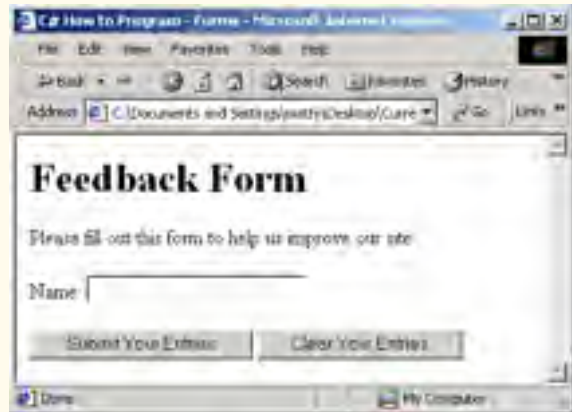 C# How to Program - Forms - Microsoft Internet Explorer
File Edit View Favorites Tools Help
Back Search Favorites History
Address C:\Documents and Settings\ Go Links
Feedback Form
Please fill out this form to help us improve our site
Name
Submit Your Entries Clear Your Entries
Done My Computer